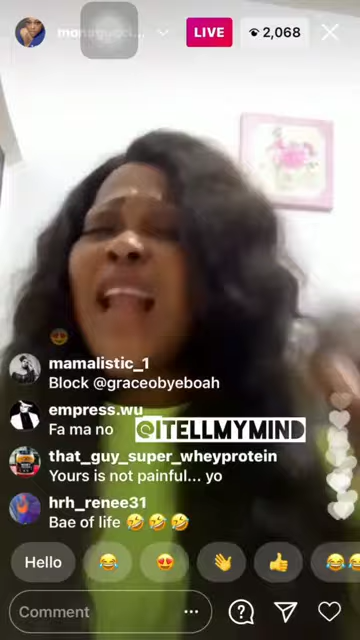 LIVE
2,068
mamalistic_1
Block @graceobyeboah
empress.wu
Fa ma no
@ITELLMYMIND
that_guy_super_wheyprotein
Yours is not painful... yo
hrh_renee31
Bae of life 🤣🤣🤣
Hello
Comment